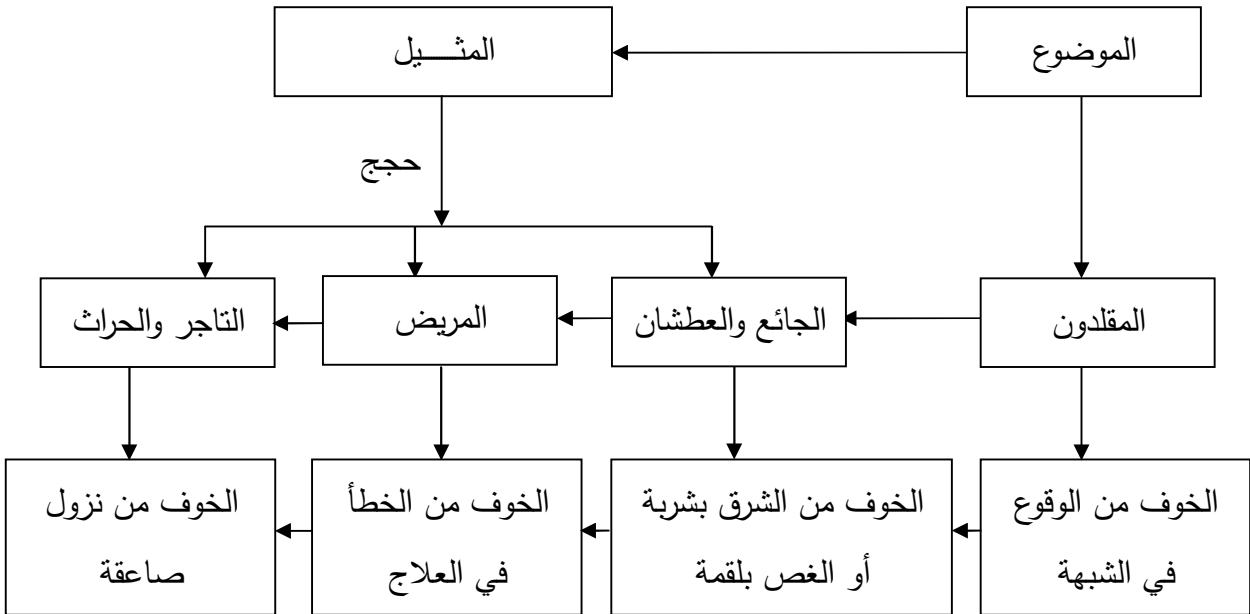 الموضوع
المثـــــيل
حجج
المقلدون
الجائع والعطشان
المريض
التاجر والحراث
الخوف من الوقوع
في الشبهة
الخوف من الشرق بشربة
أو الغص بلقمة
الخوف من الخطأ
في العلاج
الخوف من نزول
صاعقة